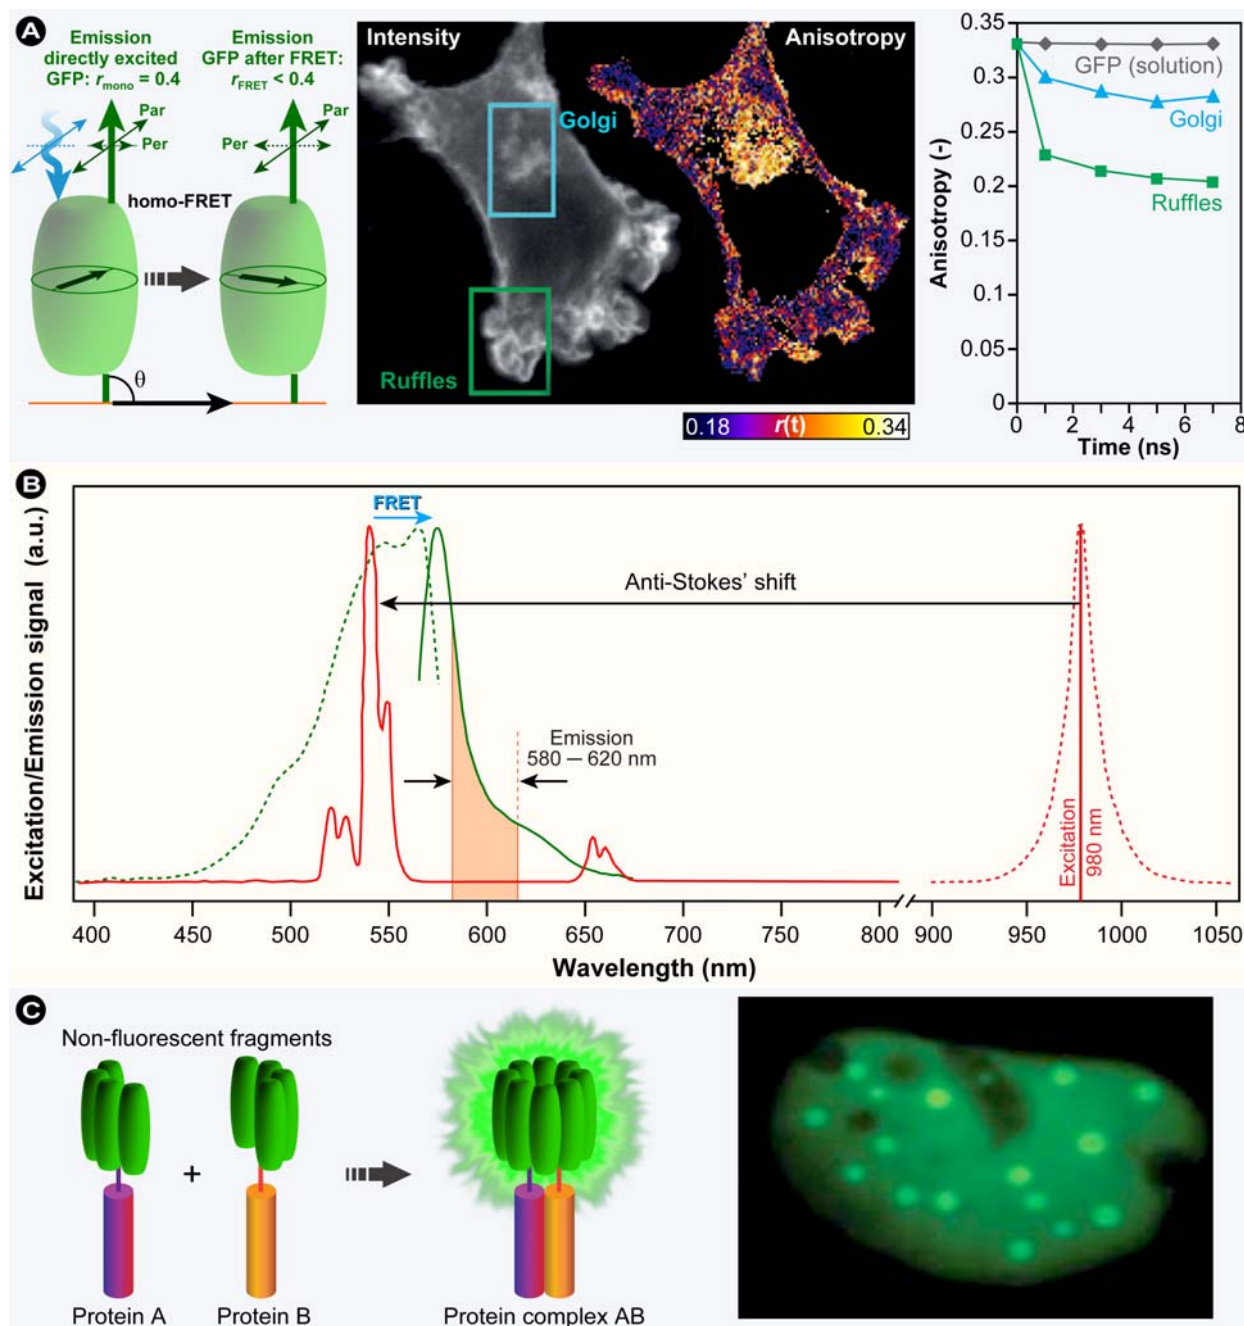 A
Emission
directly excited
GFP: rmono = 0.4
Emission
GFP after FRET:
rFRET < 0.4
Par
Per
Par
Per
homo-FRET
θ
Intensity
Anisotropy
Golgi
Ruffles
0.18 r(t) 0.34
0.35
0.3
0.25
0.2
0.15
0.1
0.05
0
Anisotropy (-)
GFP (solution)
Golgi
Ruffles
0 2 4 6 8
Time (ns)
B
Excitation/Emission signal (a.u.)
FRET
Anti-Stokes' shift
Emission
580 – 620 nm
Excitation
980 nm
400 450 500 550 600 650 700 750 800 900 950 1000 1050
Wavelength (nm)
C
Non-fluorescent fragments
+
Protein A
Protein B
Protein complex AB